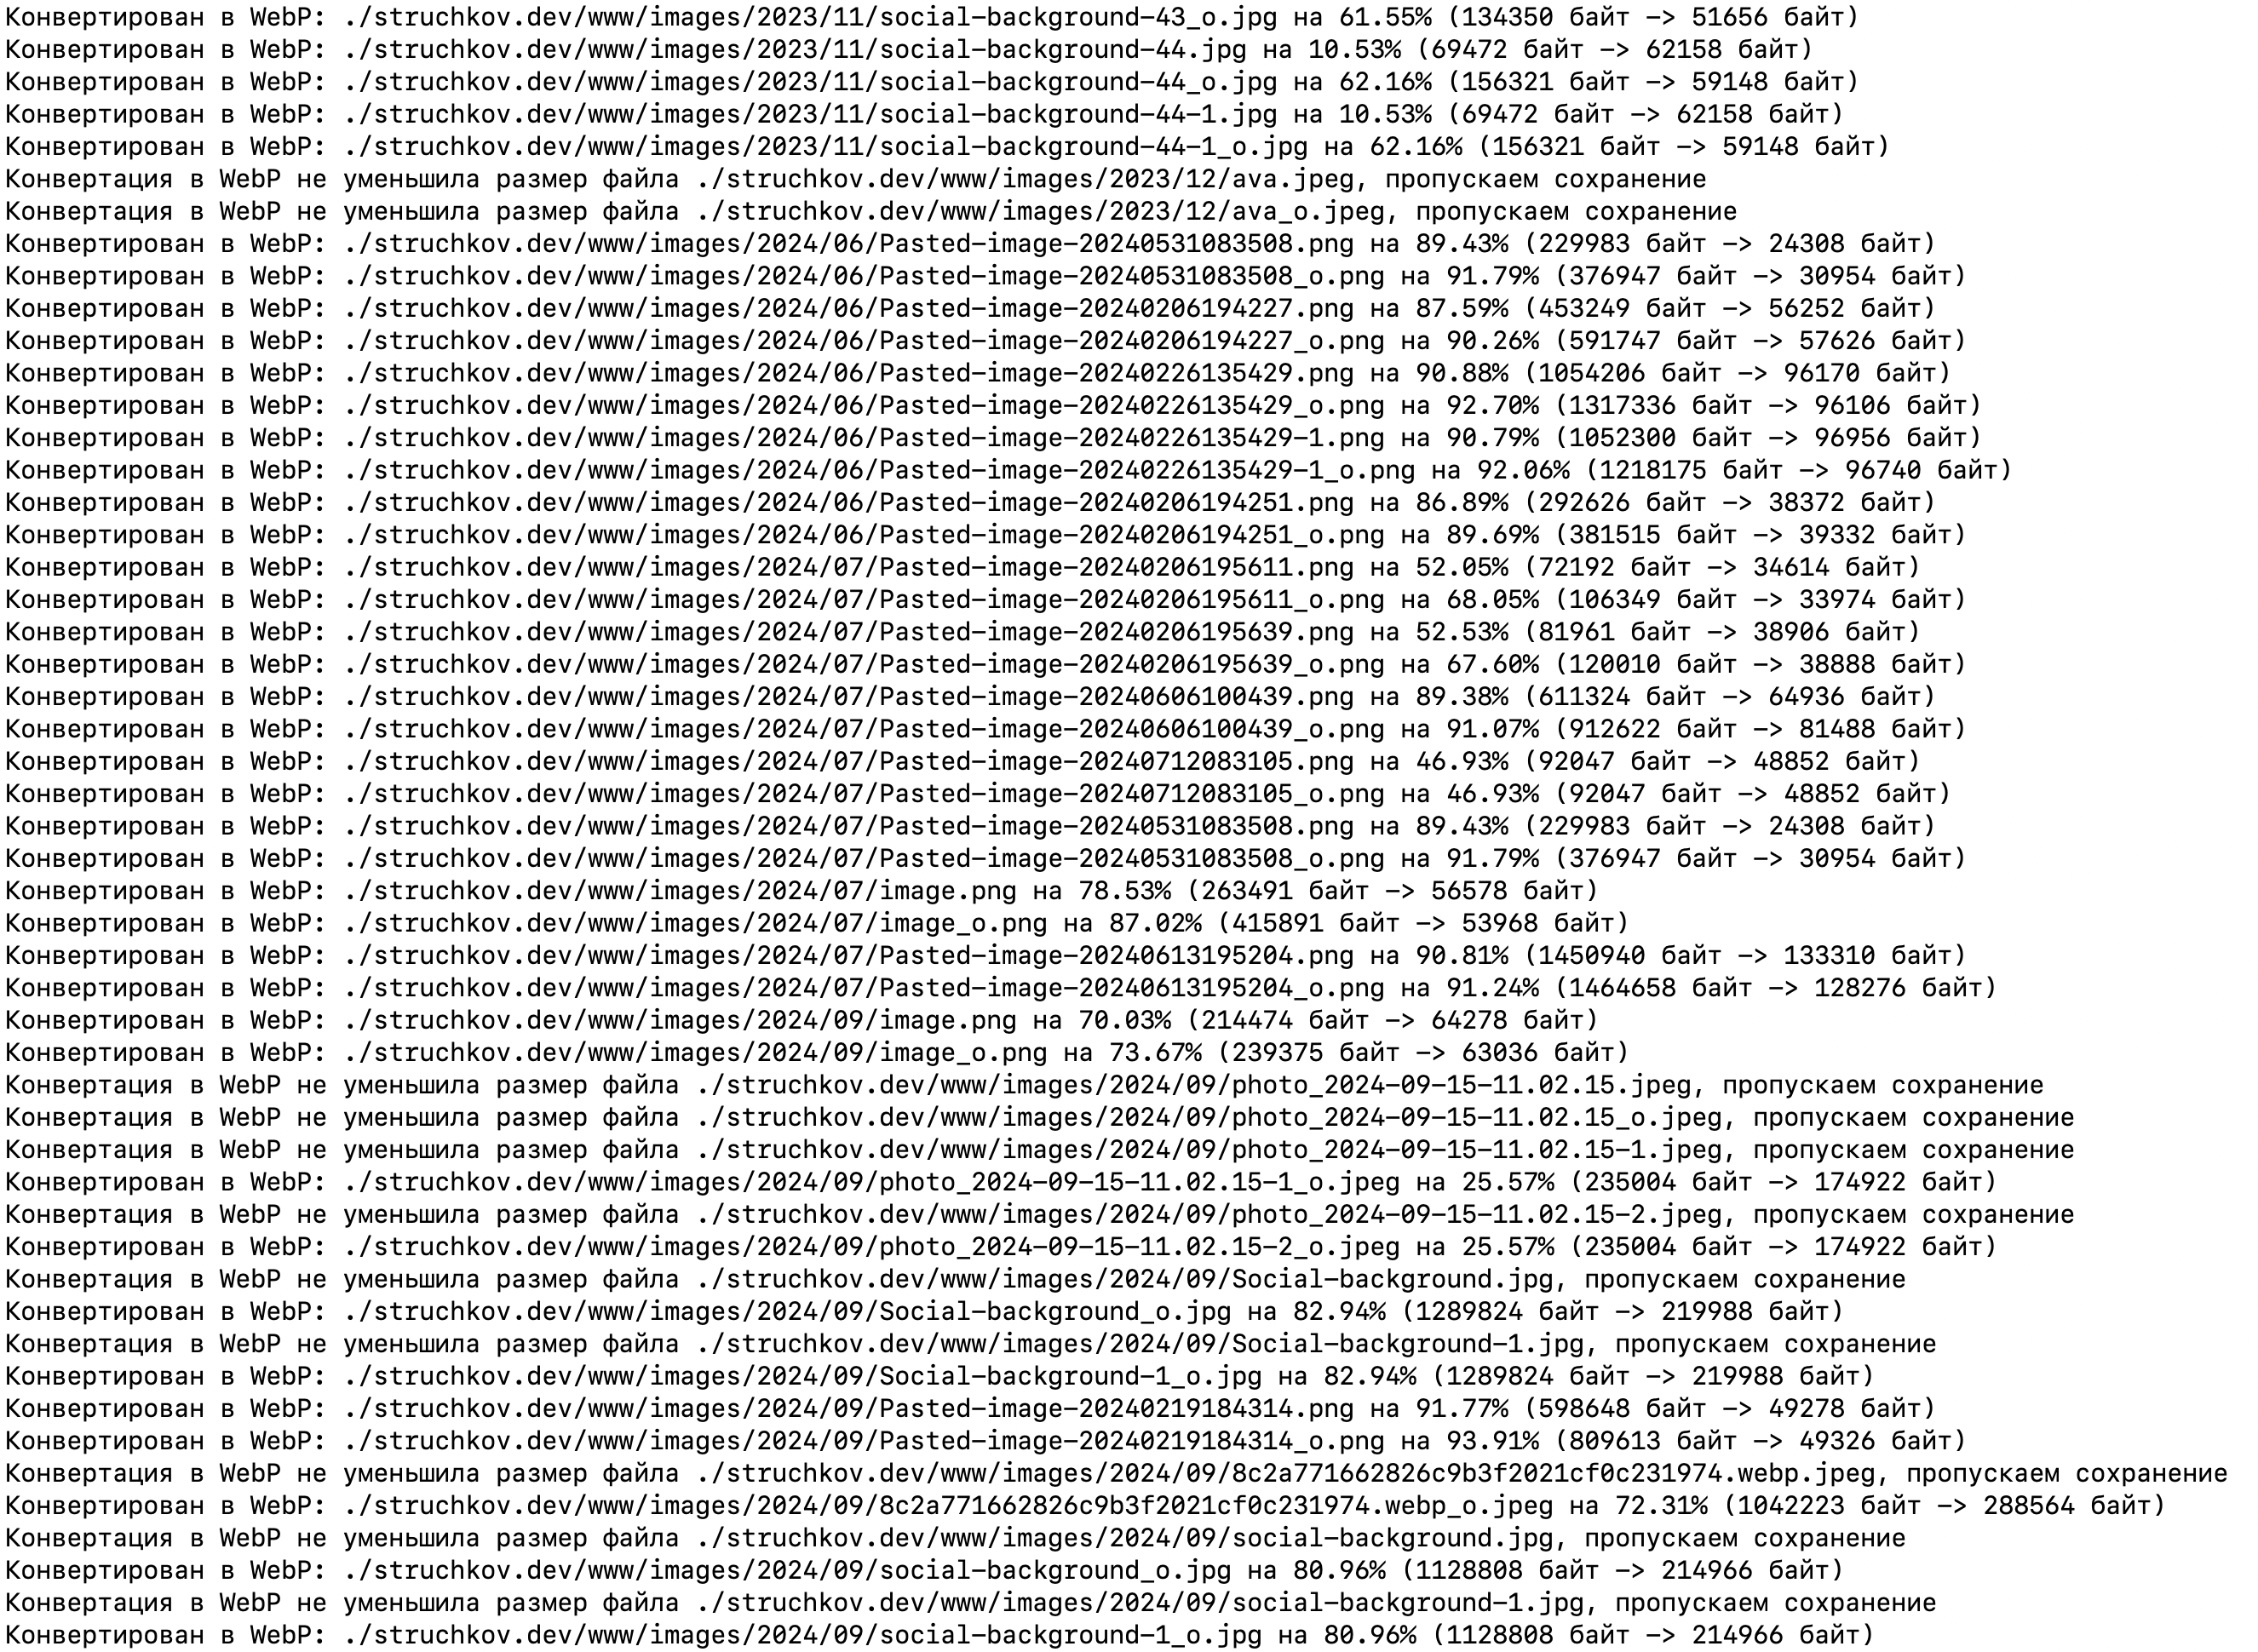 Конвертирован в WebP: ./struchkov.dev/www/images/2023/11/social-background-43_o.jpg на 61.55% (134350 байт -> 51656 байт)
Конвертирован в WebP: ./struchkov.dev/www/images/2023/11/social-background-44.jpg на 10.53% (69472 байт -> 62158 байт)
Конвертирован в WebP: ./struchkov.dev/www/images/2023/11/social-background-44_o.jpg на 62.16% (156321 байт -> 59148 байт)
Конвертирован в WebP: ./struchkov.dev/www/images/2023/11/social-background-44-1.jpg на 10.53% (69472 байт -> 62158 байт)
Конвертирован в WebP: ./struchkov.dev/www/images/2023/11/social-background-44-1_o.jpg на 62.16% (156321 байт -> 59148 байт)
Конвертация в WebP не уменьшила размер файла ./struchkov.dev/www/images/2023/12/ava.jpeg, пропускаем сохранение
Конвертация в WebP не уменьшила размер файла ./struchkov.dev/www/images/2023/12/ava_o.jpeg, пропускаем сохранение
Конвертирован в WebP: ./struchkov.dev/www/images/2024/06/Pasted-image-20240531083508.png на 89.43% (229983 байт -> 24308 байт)
Конвертирован в WebP: ./struchkov.dev/www/images/2024/06/Pasted-image-20240531083508_o.png на 91.79% (376947 байт -> 30954 байт)
Конвертирован в WebP: ./struchkov.dev/www/images/2024/06/Pasted-image-20240206194227.png на 87.59% (453249 байт -> 56252 байт)
Конвертирован в WebP: ./struchkov.dev/www/images/2024/06/Pasted-image-20240206194227_o.png на 90.26% (591747 байт -> 57626 байт)
Конвертирован в WebP: ./struchkov.dev/www/images/2024/06/Pasted-image-20240226135429.png на 90.88% (1054206 байт -> 96170 байт)
Конвертирован в WebP: ./struchkov.dev/www/images/2024/06/Pasted-image-20240226135429_o.png на 92.70% (1317336 байт -> 96106 байт)
Конвертирован в WebP: ./struchkov.dev/www/images/2024/06/Pasted-image-20240226135429-1.png на 90.79% (1052300 байт -> 96956 байт)
Конвертирован в WebP: ./struchkov.dev/www/images/2024/06/Pasted-image-20240226135429-1_o.png на 92.06% (1218175 байт -> 96740 байт)
Конвертирован в WebP: ./struchkov.dev/www/images/2024/06/Pasted-image-20240206194251.png на 86.89% (292626 байт -> 38372 байт)
Конвертирован в WebP: ./struchkov.dev/www/images/2024/06/Pasted-image-20240206194251_o.png на 89.69% (381515 байт -> 39332 байт)
Конвертирован в WebP: ./struchkov.dev/www/images/2024/07/Pasted-image-20240206195611.png на 52.05% (72192 байт -> 34614 байт)
Конвертирован в WebP: ./struchkov.dev/www/images/2024/07/Pasted-image-20240206195611_o.png на 68.05% (106349 байт -> 33974 байт)
Конвертирован в WebP: ./struchkov.dev/www/images/2024/07/Pasted-image-20240206195639.png на 52.53% (81961 байт -> 38906 байт)
Конвертирован в WebP: ./struchkov.dev/www/images/2024/07/Pasted-image-20240206195639_o.png на 67.60% (120010 байт -> 38888 байт)
Конвертирован в WebP: ./struchkov.dev/www/images/2024/07/Pasted-image-20240606100439.png на 89.38% (611324 байт -> 64936 байт)
Конвертирован в WebP: ./struchkov.dev/www/images/2024/07/Pasted-image-20240606100439_o.png на 91.07% (912622 байт -> 81488 байт)
Конвертирован в WebP: ./struchkov.dev/www/images/2024/07/Pasted-image-20240712083105.png на 46.93% (92047 байт -> 48852 байт)
Конвертирован в WebP: ./struchkov.dev/www/images/2024/07/Pasted-image-20240712083105_o.png на 46.93% (92047 байт -> 48852 байт)
Конвертирован в WebP: ./struchkov.dev/www/images/2024/07/Pasted-image-20240531083508.png на 89.43% (229983 байт -> 24308 байт)
Конвертирован в WebP: ./struchkov.dev/www/images/2024/07/Pasted-image-20240531083508_o.png на 91.79% (376947 байт -> 30954 байт)
Конвертирован в WebP: ./struchkov.dev/www/images/2024/07/image.png на 78.53% (263491 байт -> 56578 байт)
Конвертирован в WebP: ./struchkov.dev/www/images/2024/07/image_o.png на 87.02% (415891 байт -> 53968 байт)
Конвертирован в WebP: ./struchkov.dev/www/images/2024/07/Pasted-image-20240613195204.png на 90.81% (1450940 байт -> 133310 байт)
Конвертирован в WebP: ./struchkov.dev/www/images/2024/07/Pasted-image-20240613195204_o.png на 91.24% (1464658 байт -> 128276 байт)
Конвертирован в WebP: ./struchkov.dev/www/images/2024/09/image.png на 70.03% (214474 байт -> 64278 байт)
Конвертирован в WebP: ./struchkov.dev/www/images/2024/09/image_o.png на 73.67% (239375 байт -> 63036 байт)
Конвертация в WebP не уменьшила размер файла ./struchkov.dev/www/images/2024/09/photo_2024-09-15-11.02.15.jpeg, пропускаем сохранение
Конвертация в WebP не уменьшила размер файла ./struchkov.dev/www/images/2024/09/photo_2024-09-15-11.02.15_o.jpeg, пропускаем сохранение
Конвертация в WebP не уменьшила размер файла ./struchkov.dev/www/images/2024/09/photo_2024-09-15-11.02.15-1.jpeg, пропускаем сохранение
Конвертирован в WebP: ./struchkov.dev/www/images/2024/09/photo_2024-09-15-11.02.15-1_o.jpeg на 25.57% (235004 байт -> 174922 байт)
Конвертация в WebP не уменьшила размер файла ./struchkov.dev/www/images/2024/09/photo_2024-09-15-11.02.15-2.jpeg, пропускаем сохранение
Конвертирован в WebP: ./struchkov.dev/www/images/2024/09/photo_2024-09-15-11.02.15-2_o.jpeg на 25.57% (235004 байт -> 174922 байт)
Конвертация в WebP не уменьшила размер файла ./struchkov.dev/www/images/2024/09/Social-background.jpg, пропускаем сохранение
Конвертирован в WebP: ./struchkov.dev/www/images/2024/09/Social-background_o.jpg на 82.94% (1289824 байт -> 219988 байт)
Конвертация в WebP не уменьшила размер файла ./struchkov.dev/www/images/2024/09/Social-background-1.jpg, пропускаем сохранение
Конвертирован в WebP: ./struchkov.dev/www/images/2024/09/Social-background-1_o.jpg на 82.94% (1289824 байт -> 219988 байт)
Конвертирован в WebP: ./struchkov.dev/www/images/2024/09/Pasted-image-20240219184314.png на 91.77% (598648 байт -> 49278 байт)
Конвертирован в WebP: ./struchkov.dev/www/images/2024/09/Pasted-image-20240219184314_o.png на 93.91% (809613 байт -> 49326 байт)
Конвертация в WebP не уменьшила размер файла ./struchkov.dev/www/images/2024/09/8c2a771662826c9b3f2021cf0c231974.webp.jpeg, пропускаем сохранение
Конвертирован в WebP: ./struchkov.dev/www/images/2024/09/8c2a771662826c9b3f2021cf0c231974.webp_o.jpeg на 72.31% (1042223 байт -> 288564 байт)
Конвертация в WebP не уменьшила размер файла ./struchkov.dev/www/images/2024/09/social-background.jpg, пропускаем сохранение
Конвертирован в WebP: ./struchkov.dev/www/images/2024/09/social-background_o.jpg на 80.96% (1128808 байт -> 214966 байт)
Конвертация в WebP не уменьшила размер файла ./struchkov.dev/www/images/2024/09/social-background-1.jpg, пропускаем сохранение
Конвертирован в WebP: ./struchkov.dev/www/images/2024/09/social-background-1_o.jpg на 80.96% (1128808 байт -> 214966 байт)